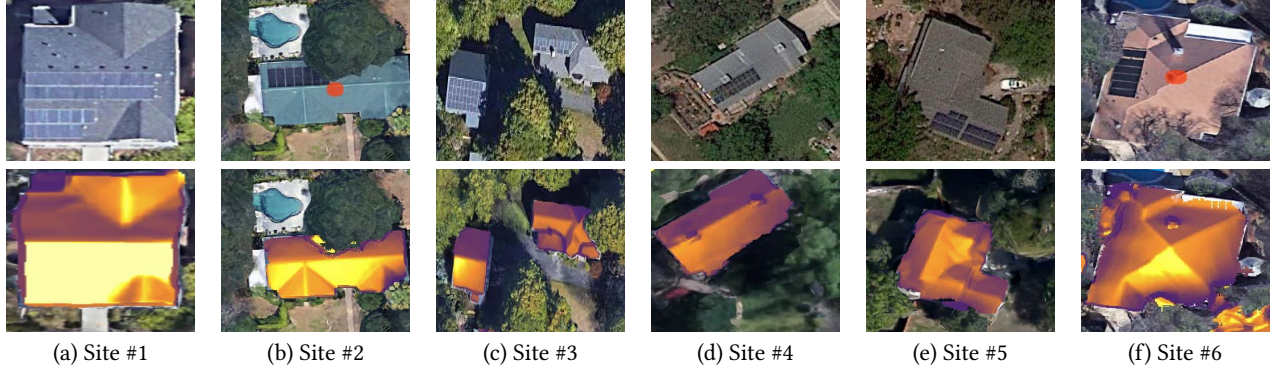 (a) Site #1
(b) Site #2
(c) Site #3
(d) Site #4
(e) Site #5
(f) Site #6